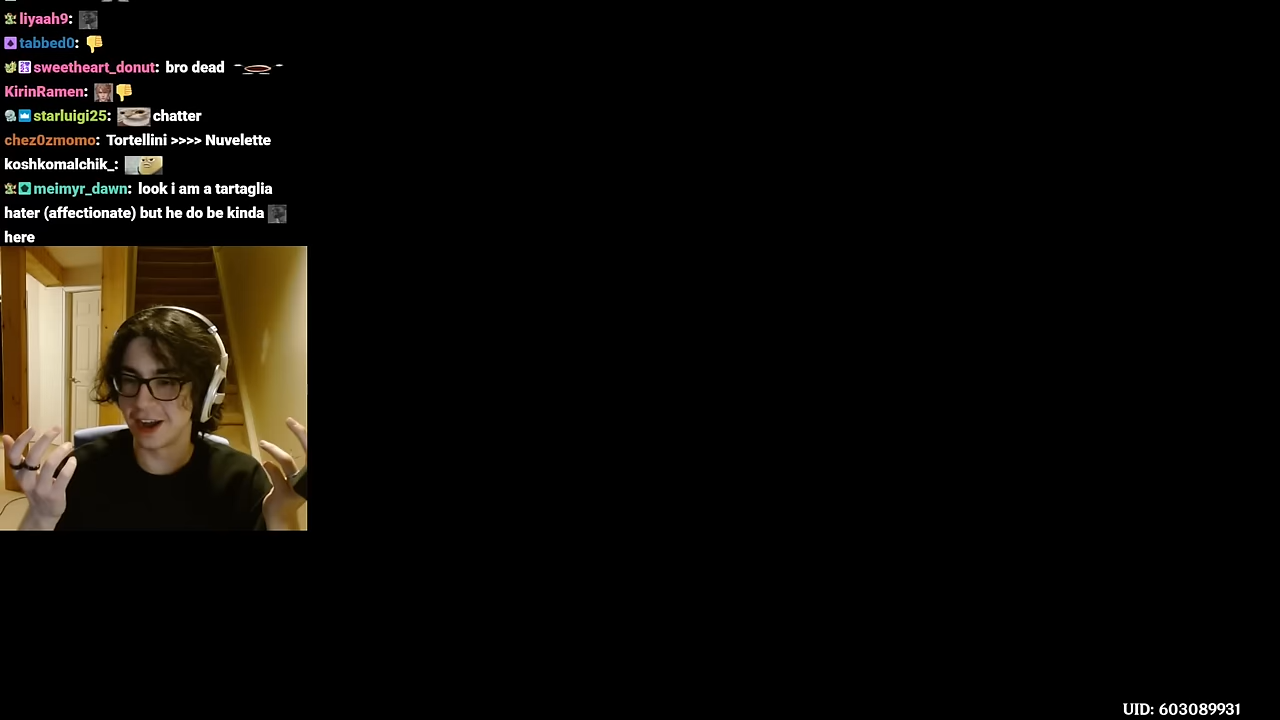 liyaah9:
tabbed0:
sweetheart_donut: bro dead
KirinRamen:
starluigi25: chatter
chez0zmomo: Tortellini >>>> Nuvelette
koshkomalchik_:
meimyr_dawn: look i am a tartaglia
hater (affectionate) but he do be kinda
here
UID: 603089931